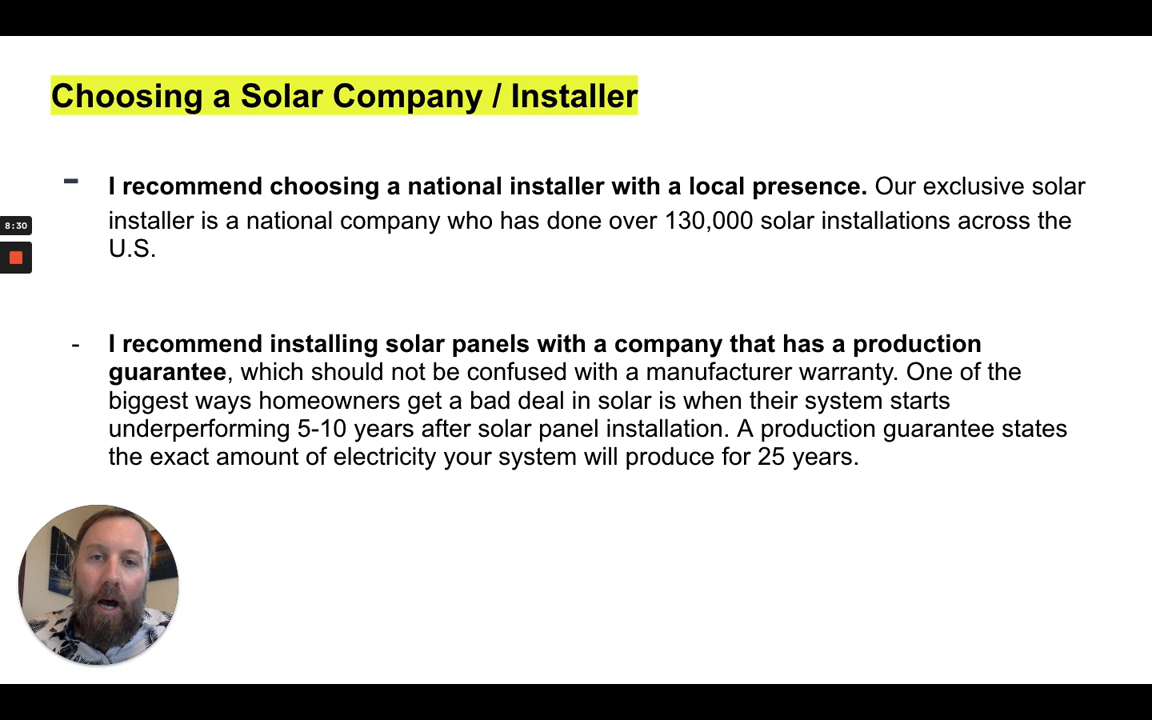 Choosing a Solar Company / Installer
- I recommend choosing a national installer with a local presence. Our exclusive solar
installer is a national company who has done over 130,000 solar installations across the
U.S.
8:30
- I recommend installing solar panels with a company that has a production
guarantee, which should not be confused with a manufacturer warranty. One of the
biggest ways homeowners get a bad deal in solar is when their system starts
underperforming 5-10 years after solar panel installation. A production guarantee states
the exact amount of electricity your system will produce for 25 years.